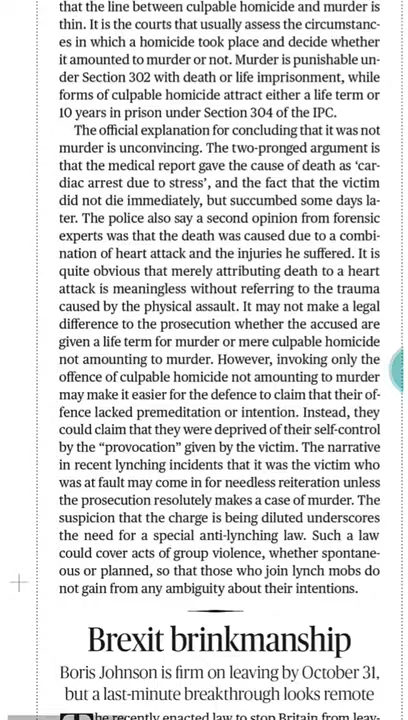 that the line between culpable homicide and murder is
thin. It is the courts that usually assess the circumstanc-
es in which a homicide took place and decide whether
it amounted to murder or not. Murder is punishable un-
der Section 302 with death or life imprisonment, while
forms of culpable homicide attract either a life term or
10 years in prison under Section 304 of the IPC.
The official explanation for concluding that it was not
murder is unconvincing. The two-pronged argument is
that the medical report gave the cause of death as ‘car-
diac arrest due to stress’, and the fact that the victim
did not die immediately, but succumbed some days la-
ter. The police also say a second opinion from forensic
experts was that the death was caused due to a combi-
nation of heart attack and the injuries he suffered. It is
quite obvious that merely attributing death to a heart
attack is meaningless without referring to the trauma
caused by the physical assault. It may not make a legal
difference to the prosecution whether the accused are
given a life term for murder or mere culpable homicide
not amounting to murder. However, invoking only the
offence of culpable homicide not amounting to murder
may make it easier for the defence to claim that their of-
fence lacked premeditation or intention. Instead, they
could claim that they were deprived of their self-control
by the “provocation” given by the victim. The narrative
in recent lynching incidents that it was the victim who
was at fault may come in for needless reiteration unless
the prosecution resolutely makes a case of murder. The
suspicion that the charge is being diluted underscores
the need for a special anti-lynching law. Such a law
could cover acts of group violence, whether spontane-
ous or planned, so that those who join lynch mobs do
not gain from any ambiguity about their intentions.
Brexit brinkmanship
Boris Johnson is firm on leaving by October 31,
but a last-minute breakthrough looks remote
The recently enacted law to stop Britain from leav-